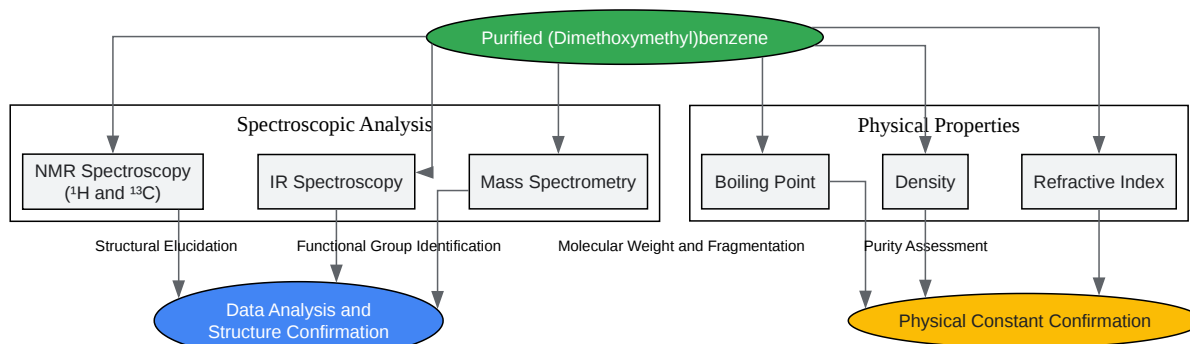 Purified (Dimethoxymethyl)benzene
Spectroscopic Analysis
Physical Properties
NMR Spectroscopy
(¹H and ¹³C)
IR Spectroscopy
Mass Spectrometry
Boiling Point
Density
Refractive Index
Structural Elucidation
Functional Group Identification
Molecular Weight and Fragmentation
Purity Assessment
Data Analysis and
Structure Confirmation
Physical Constant Confirmation